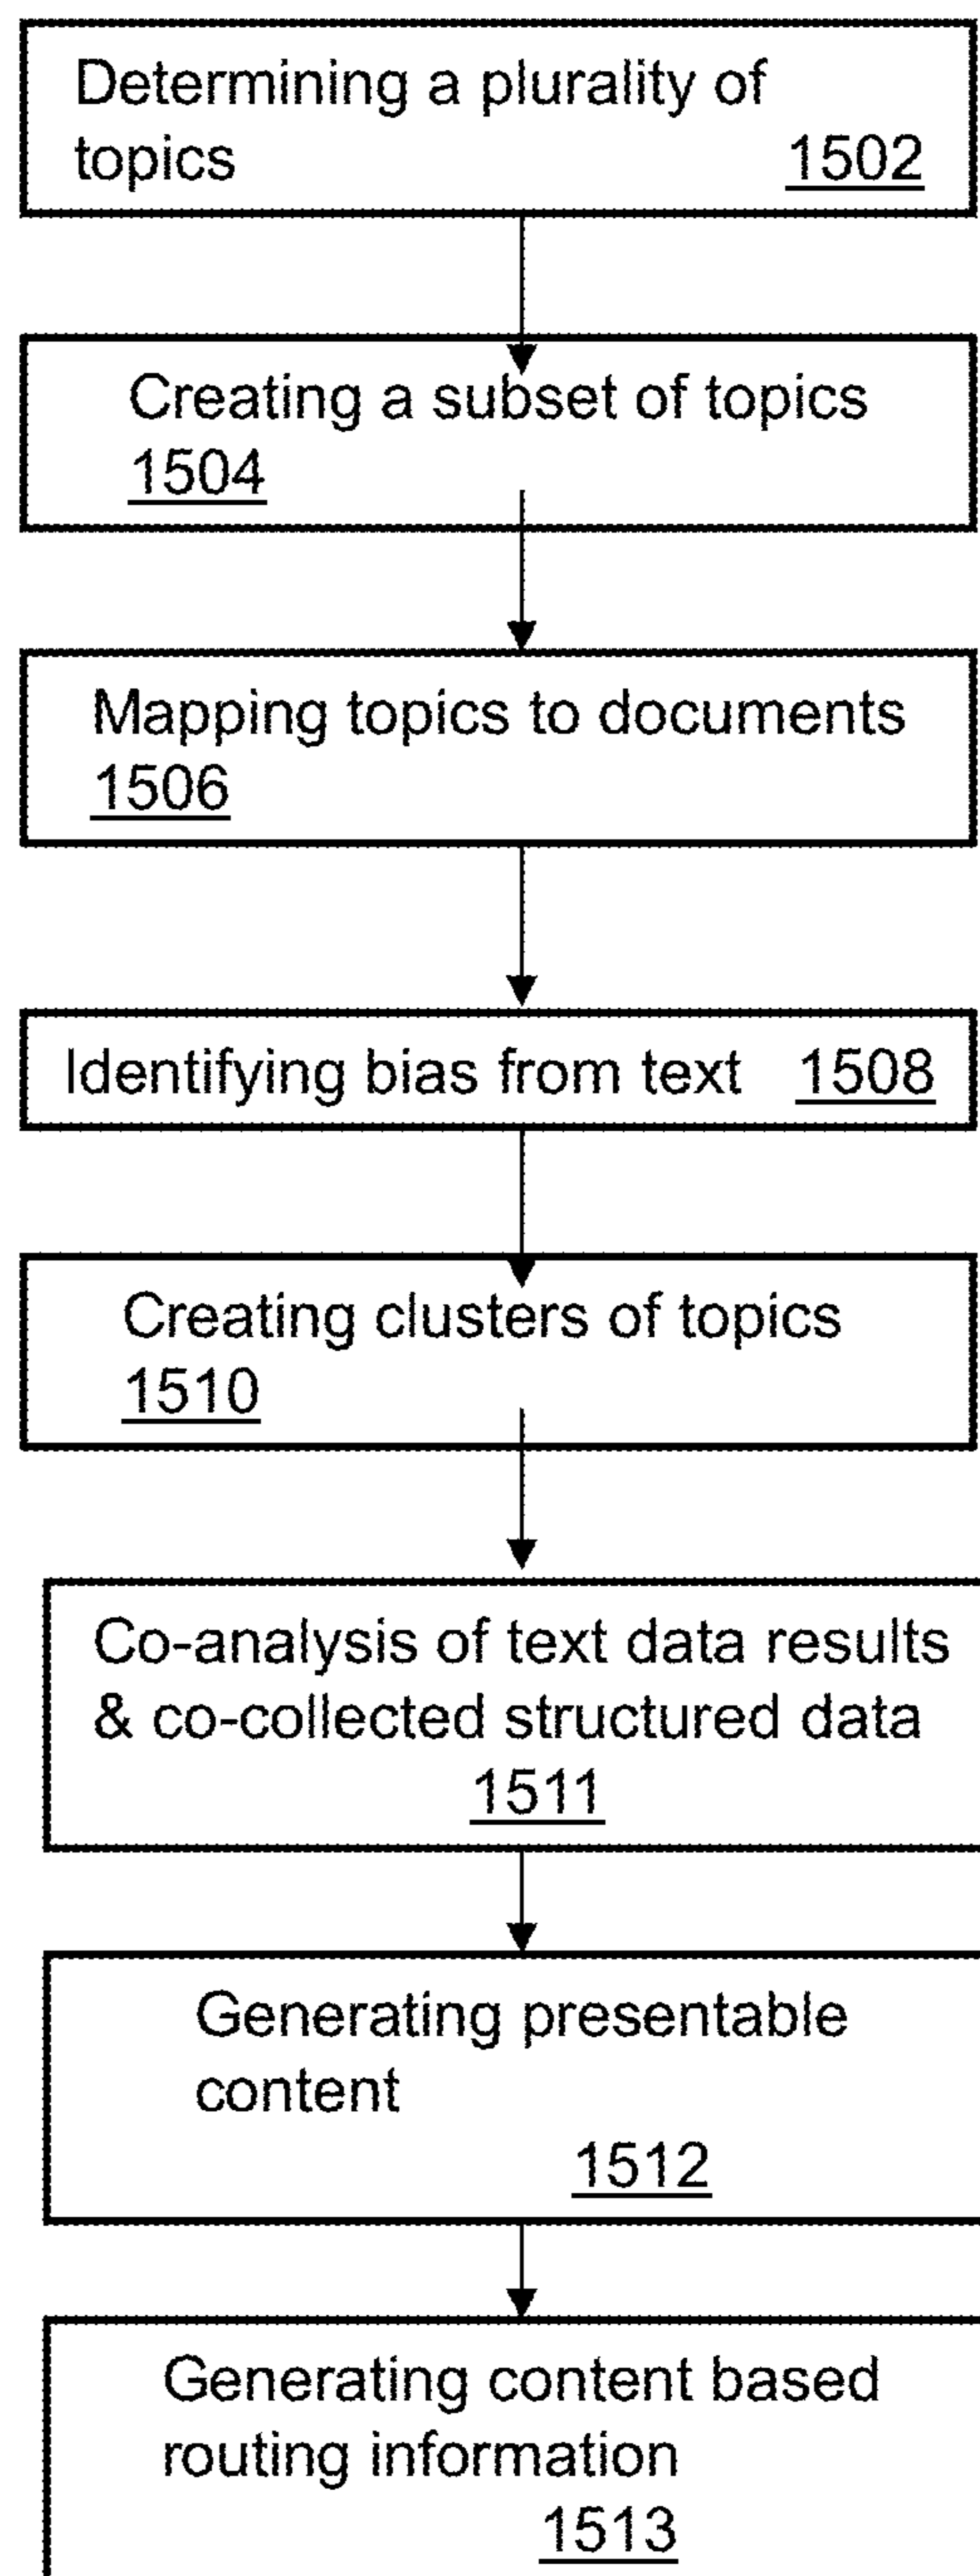 Determining a plurality of
topics 1502
Creating a subset of topics
1504
Mapping topics to documents
1506
Identifying bias from text 1508
Creating clusters of topics
1510
Co-analysis of text data results
& co-collected structured data
1511
Generating presentable
content
1512
Generating content based
routing information
1513